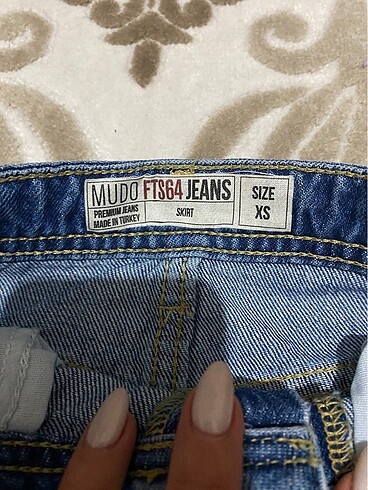 MUDO FTS64 JEANS
PREMIUM JEANS
MADE IN TURKEY
SKIRT
SIZE
XS